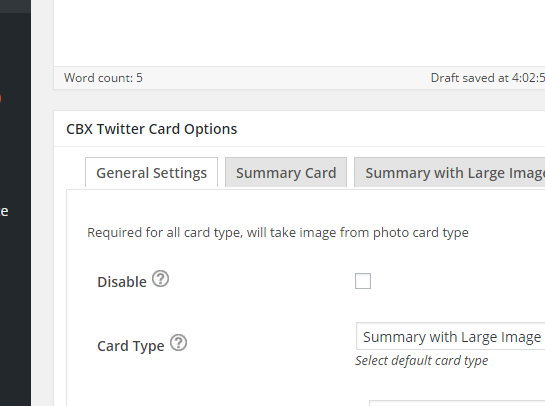 Word count: 5
Draft saved at 4:02:5
CBX Twitter Card Options
General Settings
Summary Card
Summary with Large Image
Required for all card type, will take image from photo card type
Disable
Card Type
Summary with Large Image
Select default card type